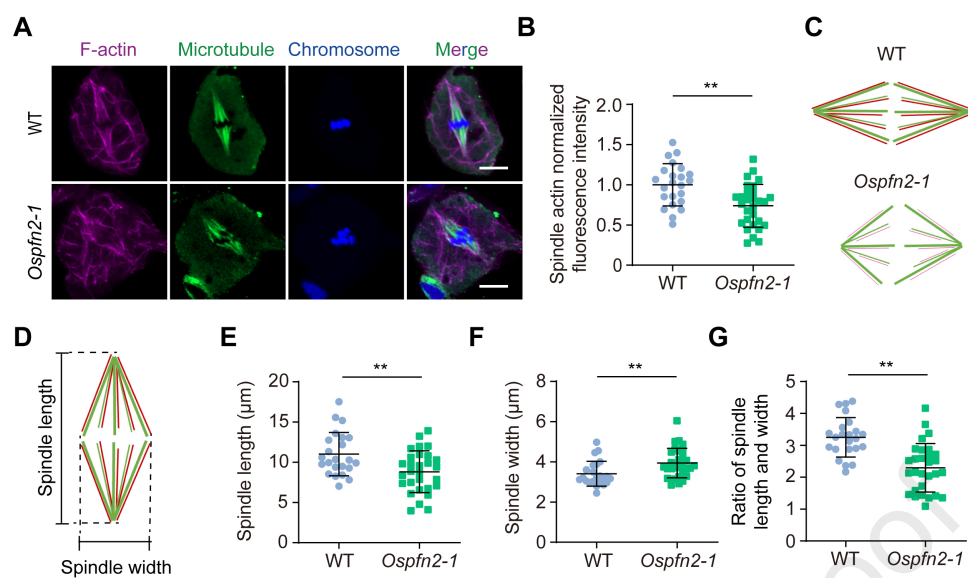 A
F-actin
Microtubule
Chromosome
Merge
WT
Ospfn2-1
B
Spindle actin normalized
fluorescence intensity
2.0
1.5
1.0
0.5
0
**
WT
Ospfn2-1
C
WT
Ospfn2-1
D
Spindle length
Spindle width
E
Spindle length (μm)
20
15
10
5
0
**
WT
Ospfn2-1
F
Spindle width (μm)
8
6
4
2
0
**
WT
Ospfn2-1
G
Ratio of spindle
length and width
5
4
3
2
1
0
**
WT
Ospfn2-1